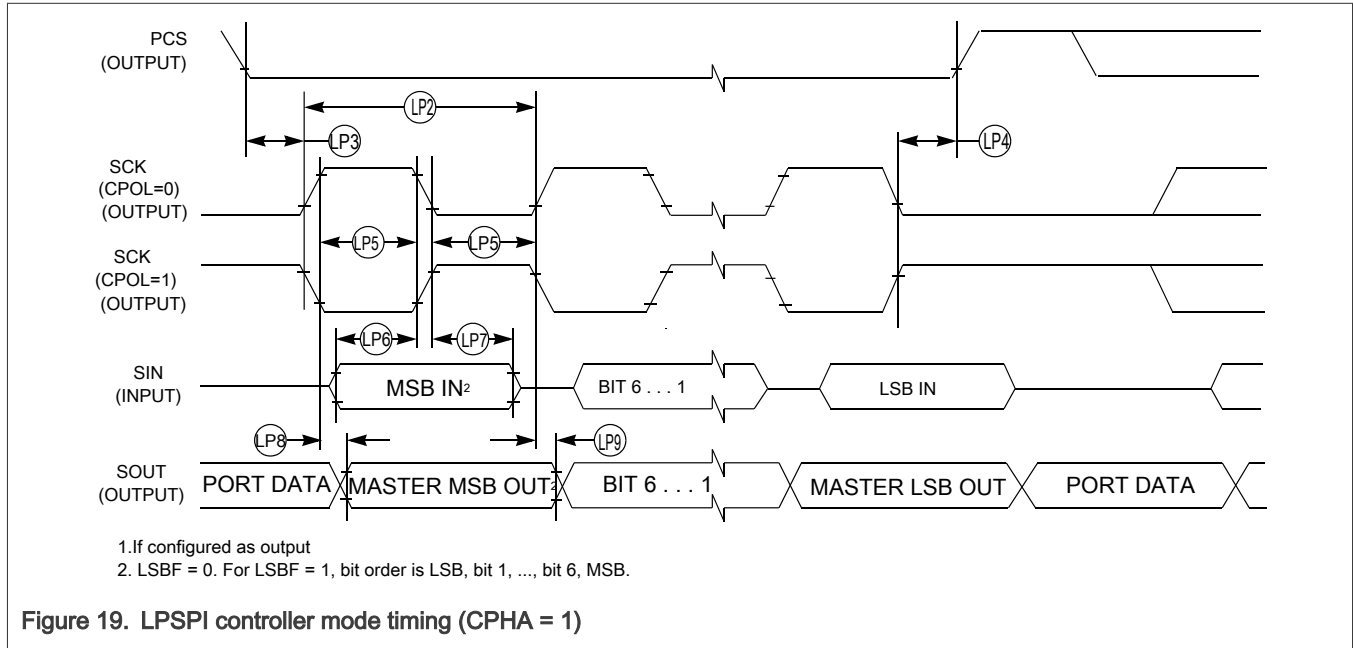 PCS
(OUTPUT)
LP2
LP3
LP4
SCK
(CPOL=0)
(OUTPUT)
LP5
LP5
SCK
(CPOL=1)
(OUTPUT)
LP6
LP7
SIN
(INPUT)
MSB IN2
BIT 6 . . . 1
LSB IN
LP8
LP9
SOUT
(OUTPUT)
PORT DATA
MASTER MSB OUT2
BIT 6 . . . 1
MASTER LSB OUT
PORT DATA
1.If configured as output
2. LSBF = 0. For LSBF = 1, bit order is LSB, bit 1, ..., bit 6, MSB.
Figure 19. LPSPI controller mode timing (CPHA = 1)